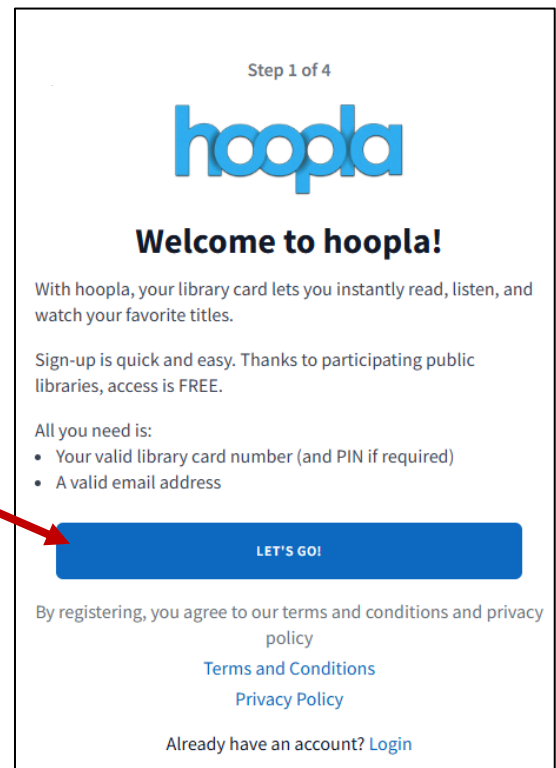 Step 1 of 4
hoopla
Welcome to hoopla!
With hoopla, your library card lets you instantly read, listen, and
watch your favorite titles.
Sign-up is quick and easy. Thanks to participating public
libraries, access is FREE.
All you need is:
• Your valid library card number (and PIN if required)
• A valid email address
LET'S GO!
By registering, you agree to our terms and conditions and privacy
policy
Terms and Conditions
Privacy Policy
Already have an account? Login